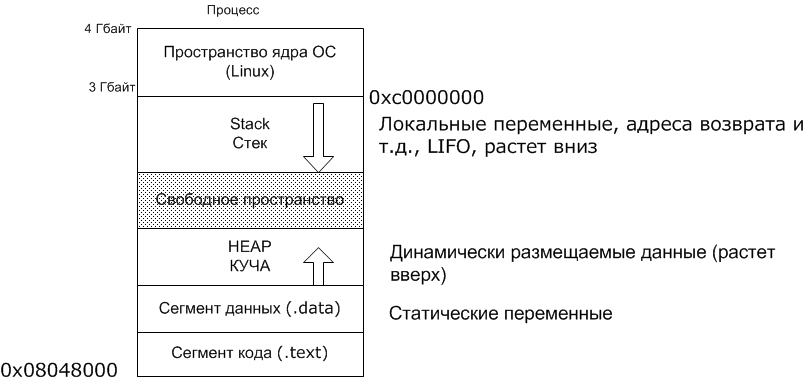 Процесс
4 Гбайт
Пространство ядра ОС
(Linux)
3 Гбайт
0xc0000000
Stack
Стек
Локальные переменные, адреса возврата и
т.д., LIFO, растет вниз
Свободное пространство
HEAP
КУЧА
Динамически размещаемые данные (растет
вверх)
Сегмент данных (.data)
Статические переменные
Сегмент кода (.text)
0x08048000